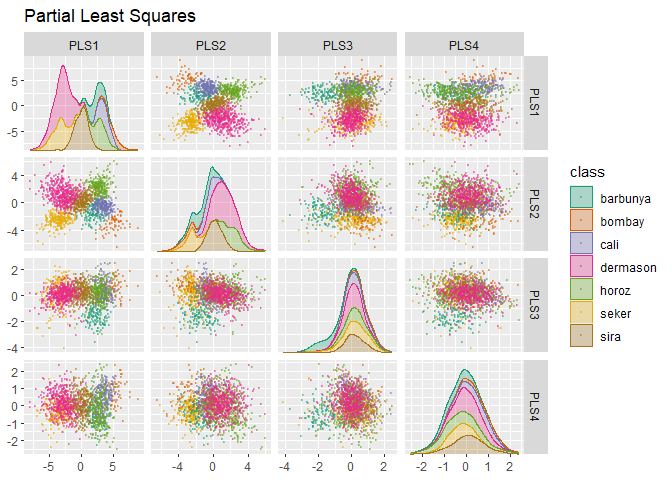 Partial Least Squares
PLS1 PLS2 PLS3 PLS4
5
0
-5
PLS1
4
2
0
-2
-4
PLS2
2
0
-2
-4
PLS3
2
1
0
-1
-2
PLS4
-5 0 5 -4 0 4 -4 -2 0 2 -2 -1 0 1 2
class
barbunya
bombay
cali
dermason
horoz
seker
sira